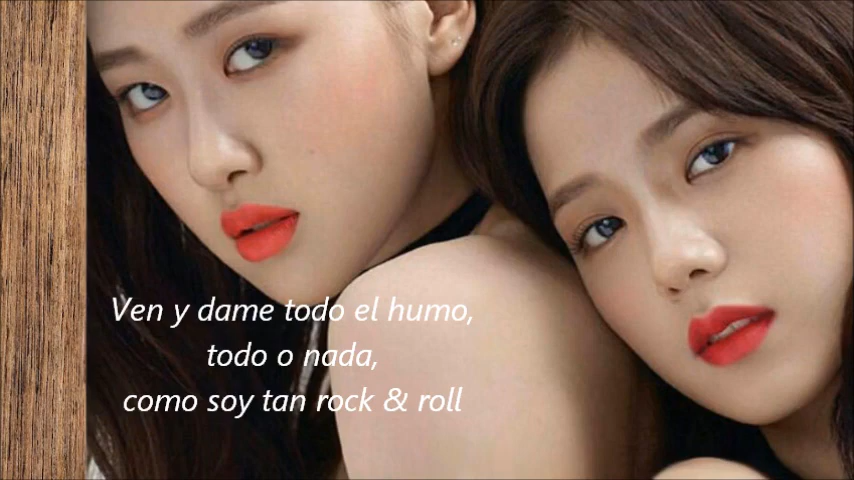 Ven y dame todo el humo,
todo o nada,
como soy tan rock & roll